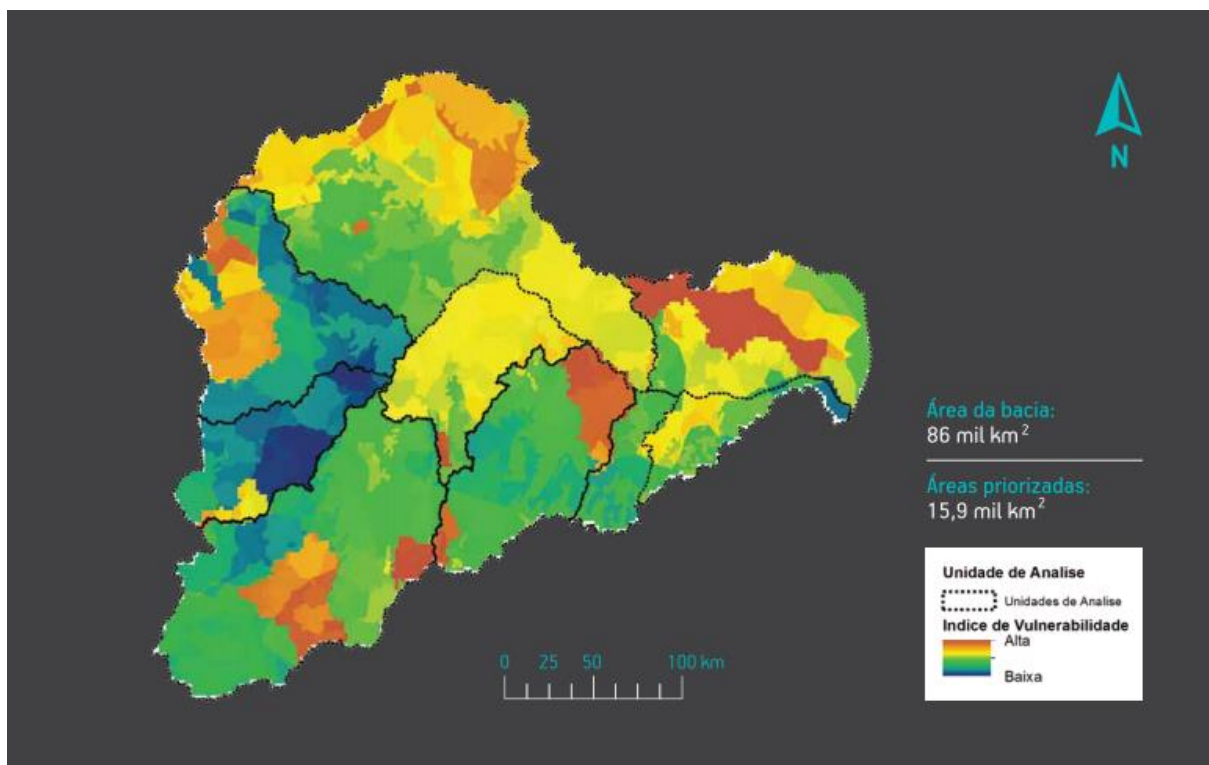 N
Área da bacia:
86 mil km²
Áreas priorizadas:
15,9 mil km²
Unidade de Analise
Unidades de Analise
Indice de Vulnerabilidade
Alta
Baixa
0 25 50 100 km